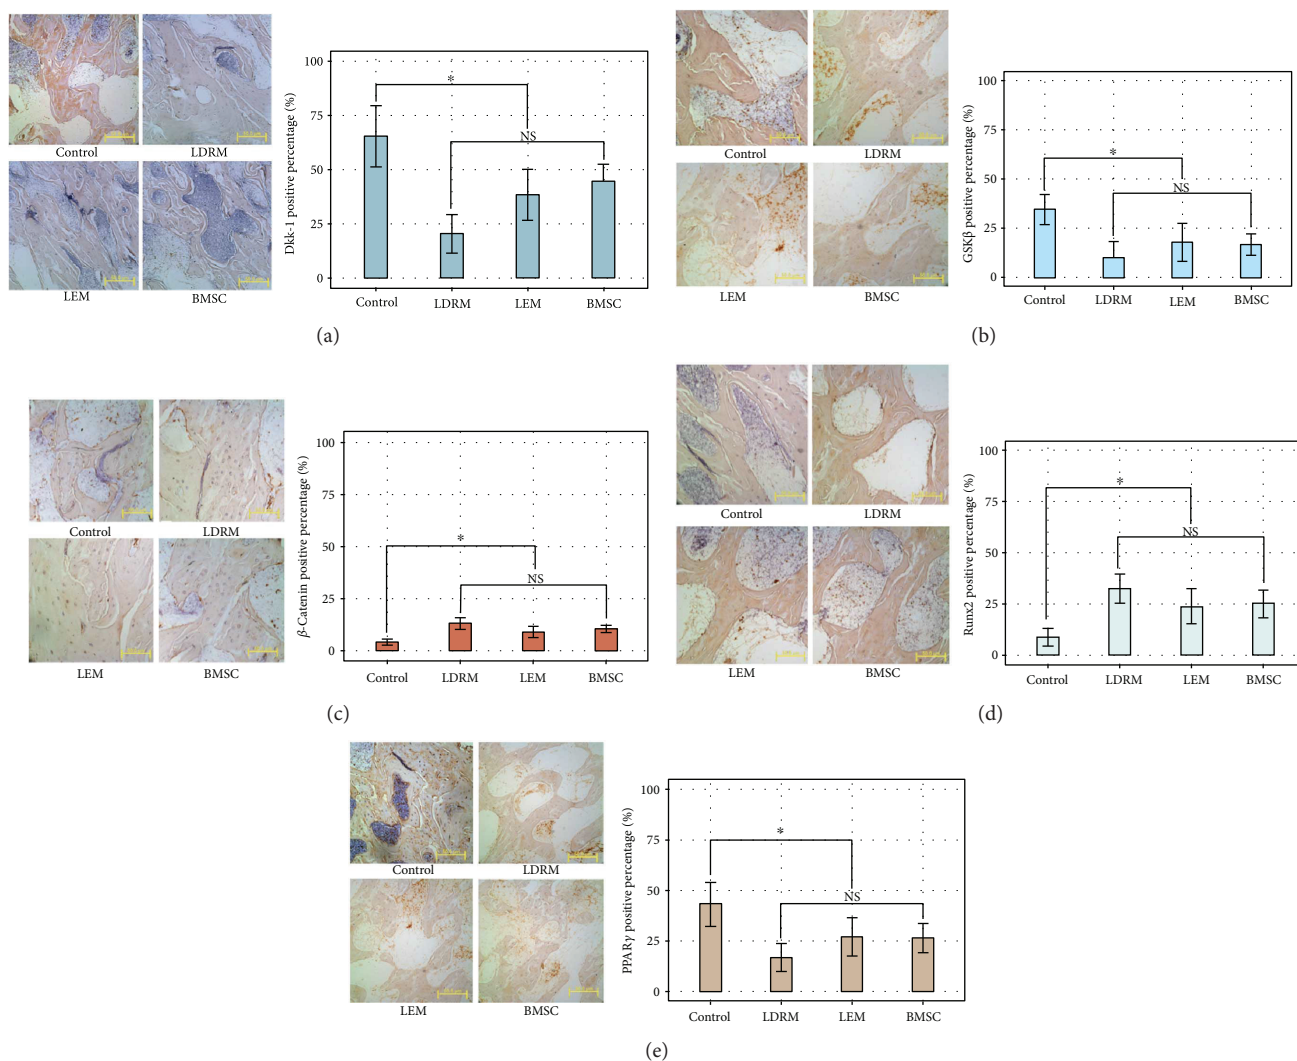 Control
LDRM
LEM
BMSC
Dkk-1 positive percentage (%)
100
75
50
25
0
*
NS
Control
LDRM
LEM
BMSC
(a)
Control
LDRM
LEM
BMSC
GSKβ positive percentage (%)
100
75
50
25
0
*
NS
Control
LDRM
LEM
BMSC
(b)
Control
LDRM
LEM
BMSC
β-Catenin positive percentage (%)
100
75
50
25
0
*
NS
Control
LDRM
LEM
BMSC
(c)
Control
LDRM
LEM
BMSC
Runx2 positive percentage (%)
100
75
50
25
0
*
NS
Control
LDRM
LEM
BMSC
(d)
Control
LDRM
LEM
BMSC
PPARγ positive percentage (%)
100
75
50
25
0
*
NS
Control
LDRM
LEM
BMSC
(e)